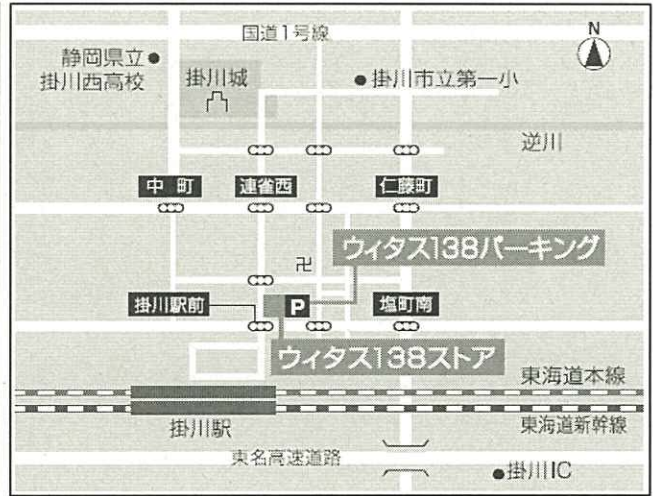 国道1号線
N
静岡県立
掛川西高校
掛川城
掛川市立第一小
逆川
中町
連雀西
仁藤町
ウィタス138パーキング
掛川駅前
P
塩町南
ウィタス138ストア
東海道本線
掛川駅
東海道新幹線
東名高速道路
掛川IC